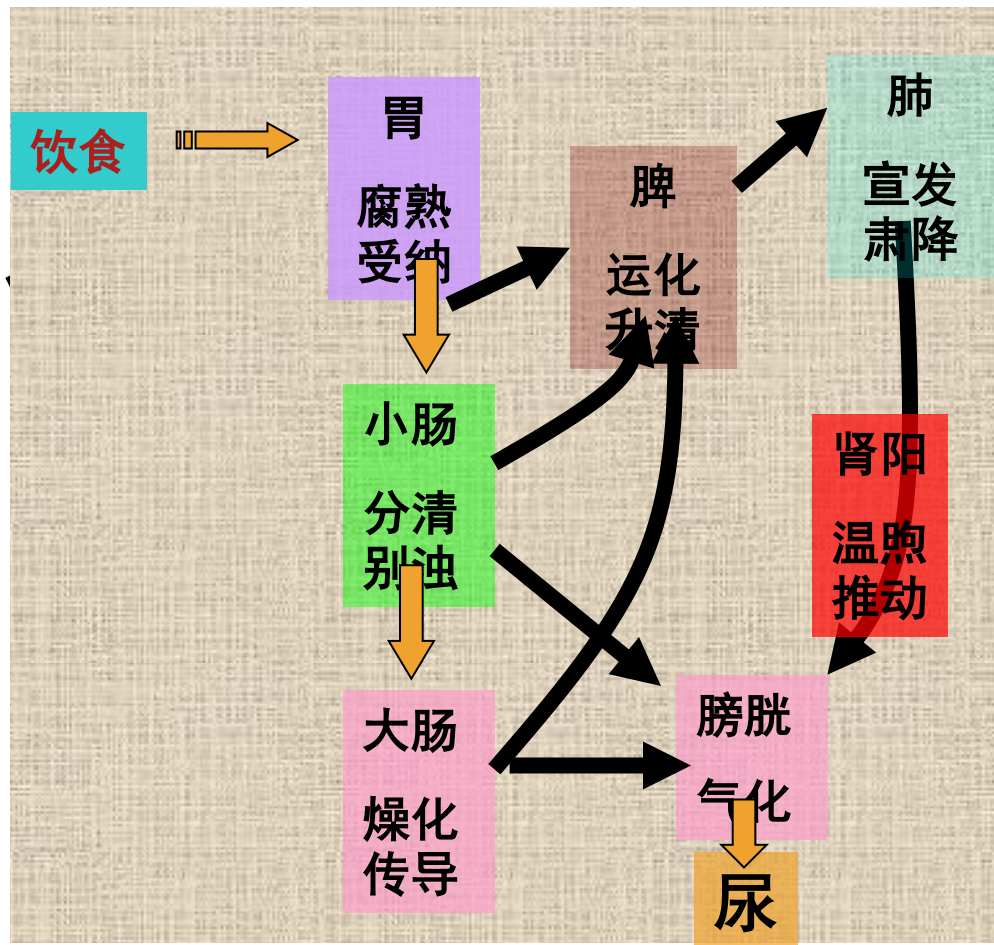 饮食
胃
腐熟
受纳
脾
运化
升清
肺
宣发
肃降
小肠
分清
别浊
肾阳
温煦
推动
大肠
燥化
传导
膀胱
气化
尿